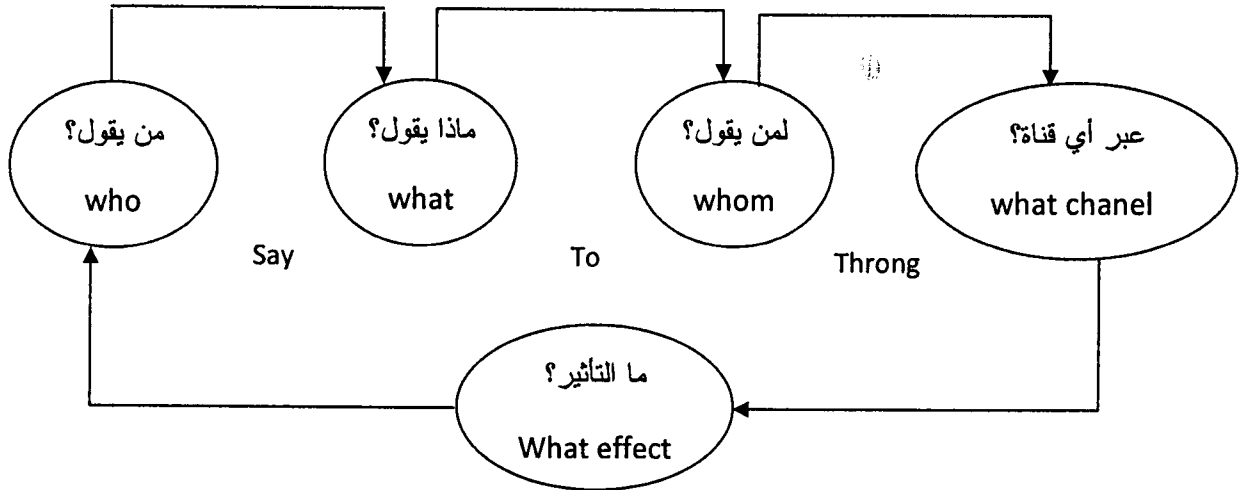 من يقول؟
who
ماذا يقول؟
what
لمن يقول؟
whom
عبر أي قناة؟
what chanel
Say
To
Throng
ما التأثير؟
What effect